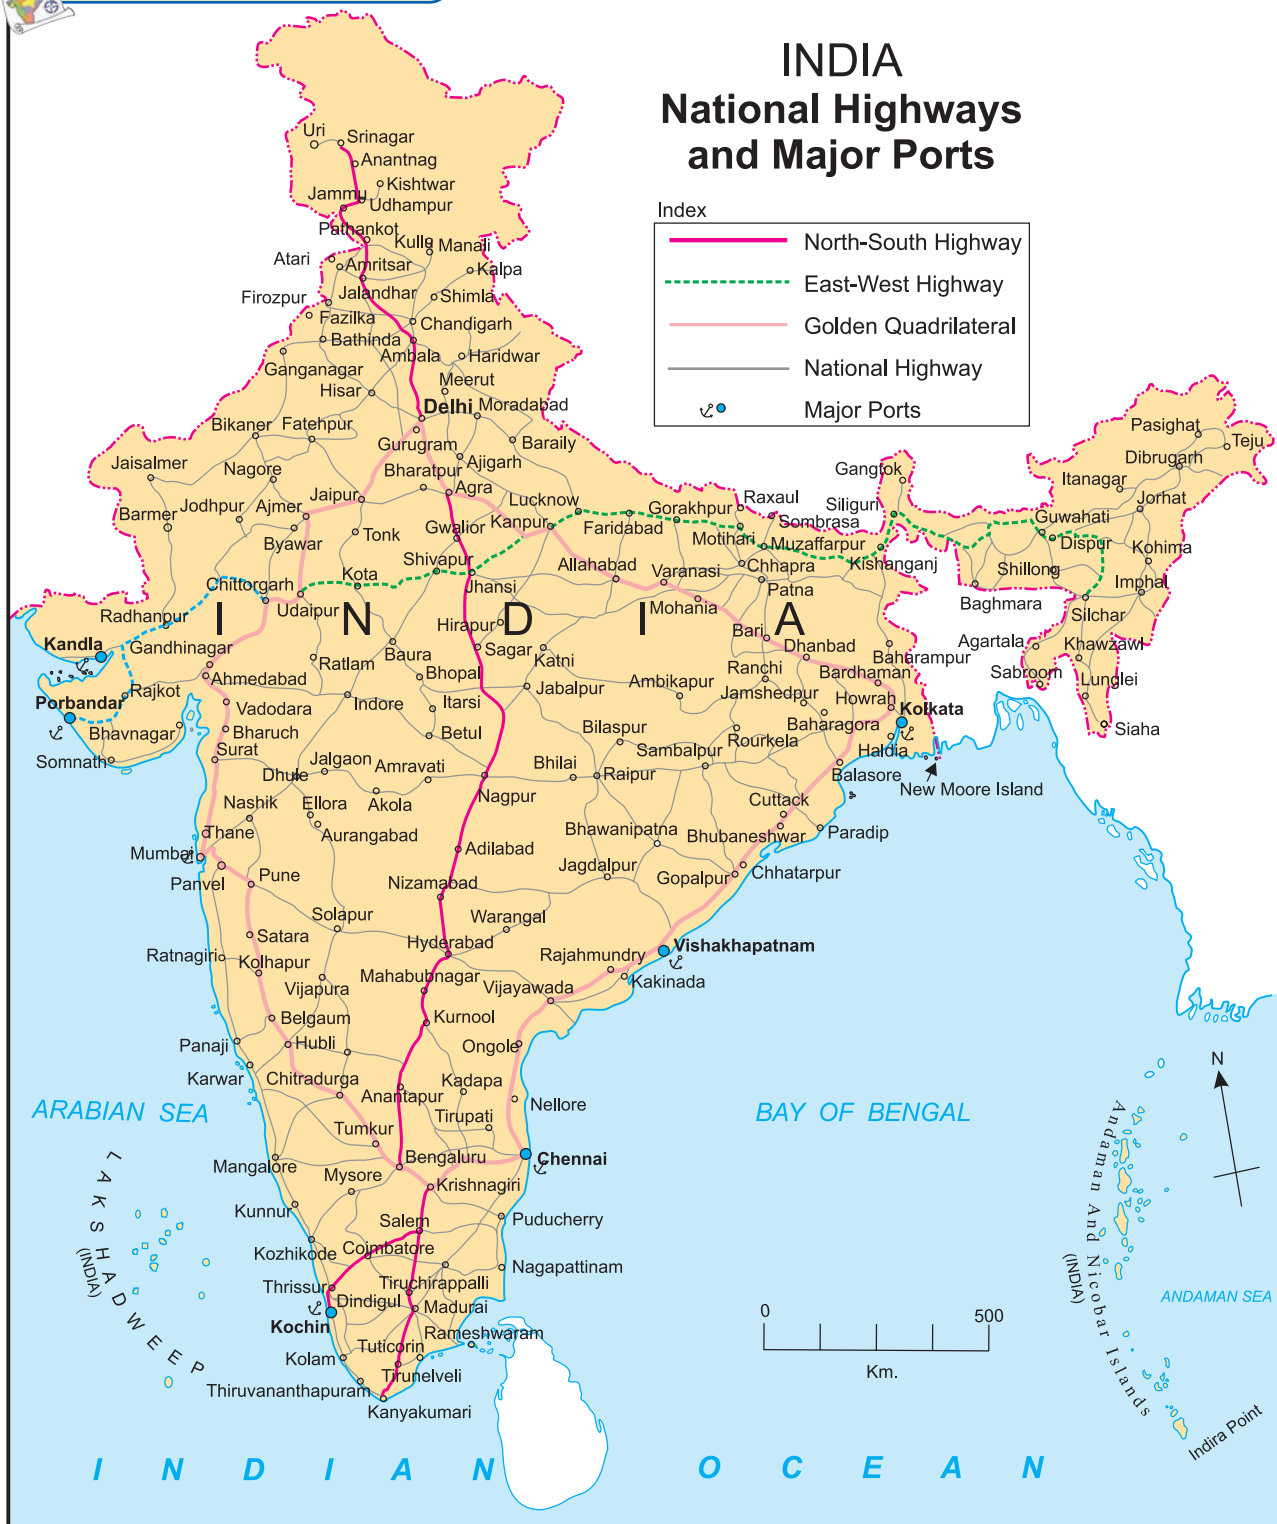 INDIA
National Highways
and Major Ports
Index
North-South Highway
East-West Highway
Golden Quadrilateral
National Highway
Major Ports
Uri
Srinagar
Anantnag
Kishtwar
Jammu
Udhampur
Pathankot
Kullu
Manali
Atari
Amritsar
Kalpa
Firozpur
Jalandhar
Shimla
Fazilka
Chandigarh
Bathinda
Ambala
Haridwar
Ganganagar
Meerut
Hisar
Delhi
Moradabad
Bikaner
Fatehpur
Gurugram
Baraily
Jaisalmer
Nagore
Bharatpur
Ajigarh
Agra
Jodhpur
Ajmer
Jaipur
Lucknow
Gorakhpur
Raxaul
Barmer
Tonk
Gwalior
Kanpur
Faridabad
Sombrasa
Byawar
Motihari
Muzaffarpur
Gangtok
Siliguri
Kishanganj
Pasighat
Teju
Dibrugarh
Itanagar
Jorhat
Guwahati
Dispur
Kohima
Shillong
Imphal
Baghmara
Silchar
Agartala
Khawzawl
Sabroom
Lunglei
Siaha
Shivapur
Allahabad
Varanasi
Chhapra
Patna
Chittorgarh
Kota
Jhansi
Udaipur
Mohania
Radhanpur
I N D I A
Hirapur
Bari
Dhanbad
Kandla
Gandhinagar
Baura
Sagar
Katni
Ranchi
Bardhaman
Baharampur
Ratlam
Bhopal
Ahmedabad
Jabalpur
Ambikapur
Jamshedpur
Howrah
Rajkot
Porbandar
Vadodara
Indore
Itarsi
Baharagora
Kolkata
Bhavnagar
Bharuch
Betul
Bilaspur
Rourkela
Haldia
Surat
Sambalpur
Somnath
Dhule
Jalgaon
Amravati
Bhilai
Raipur
Balasore
New Moore Island
Nashik
Ellora
Akola
Nagpur
Cuttack
Thane
Aurangabad
Bhawanipatna
Bhubaneshwar
Paradip
Mumbai
Adilabad
Jagdalpur
Panvel
Pune
Nizamabad
Gopalpur
Chhatarpur
Solapur
Warangal
Satara
Hyderabad
Vishakhapatnam
Ratnagiri
Kolhapur
Rajahmundry
Mahabubnagar
Kakinada
Vijapura
Vijayawada
Belgaum
Kurnool
Panaji
Hubli
Ongole
Karwar
Chitradurga
Kadapa
Anantapur
Nellore
Tirupati
Tumkur
Mangalore
Bengaluru
Chennai
Mysore
Krishnagiri
Kunnur
Salem
Puducherry
Kozhikode
Coimbatore
Nagapattinam
Thrissur
Tiruchirappalli
Dindigul
Madurai
Kochin
Rameshwaram
Kolam
Tuticorin
Tirunelveli
Thiruvananthapuram
Kanyakumari
ARABIAN SEA
BAY OF BENGAL
LAKSHADWEEP
(INDIA)
N
Andaman And Nicobar Islands
(INDIA)
ANDAMAN SEA
Indira Point
0
500
Km.
I N D I A N O C E A N